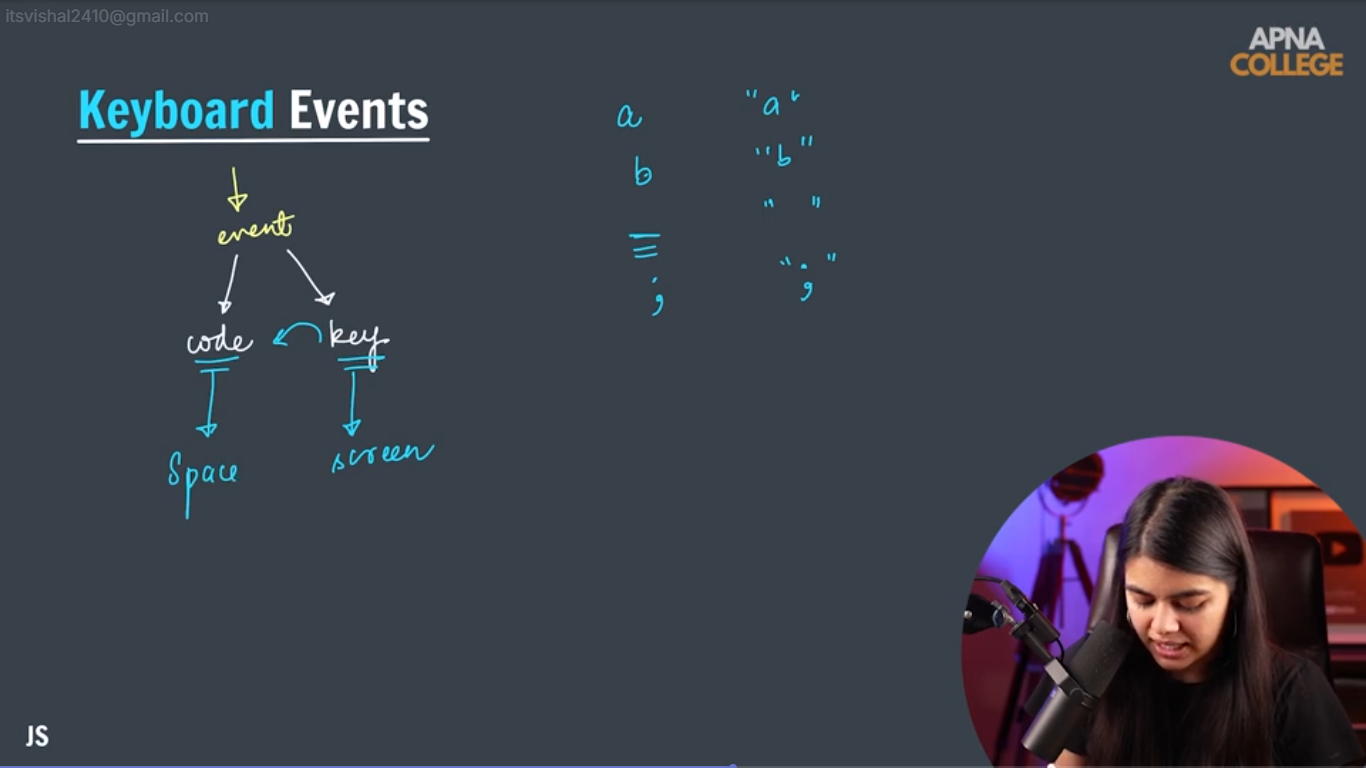 itsvishal2410@gmail.com
APNA
COLLEGE
Keyboard Events
event
code key
Space screen
a "a"
b "b"
" "
; ";"
JS